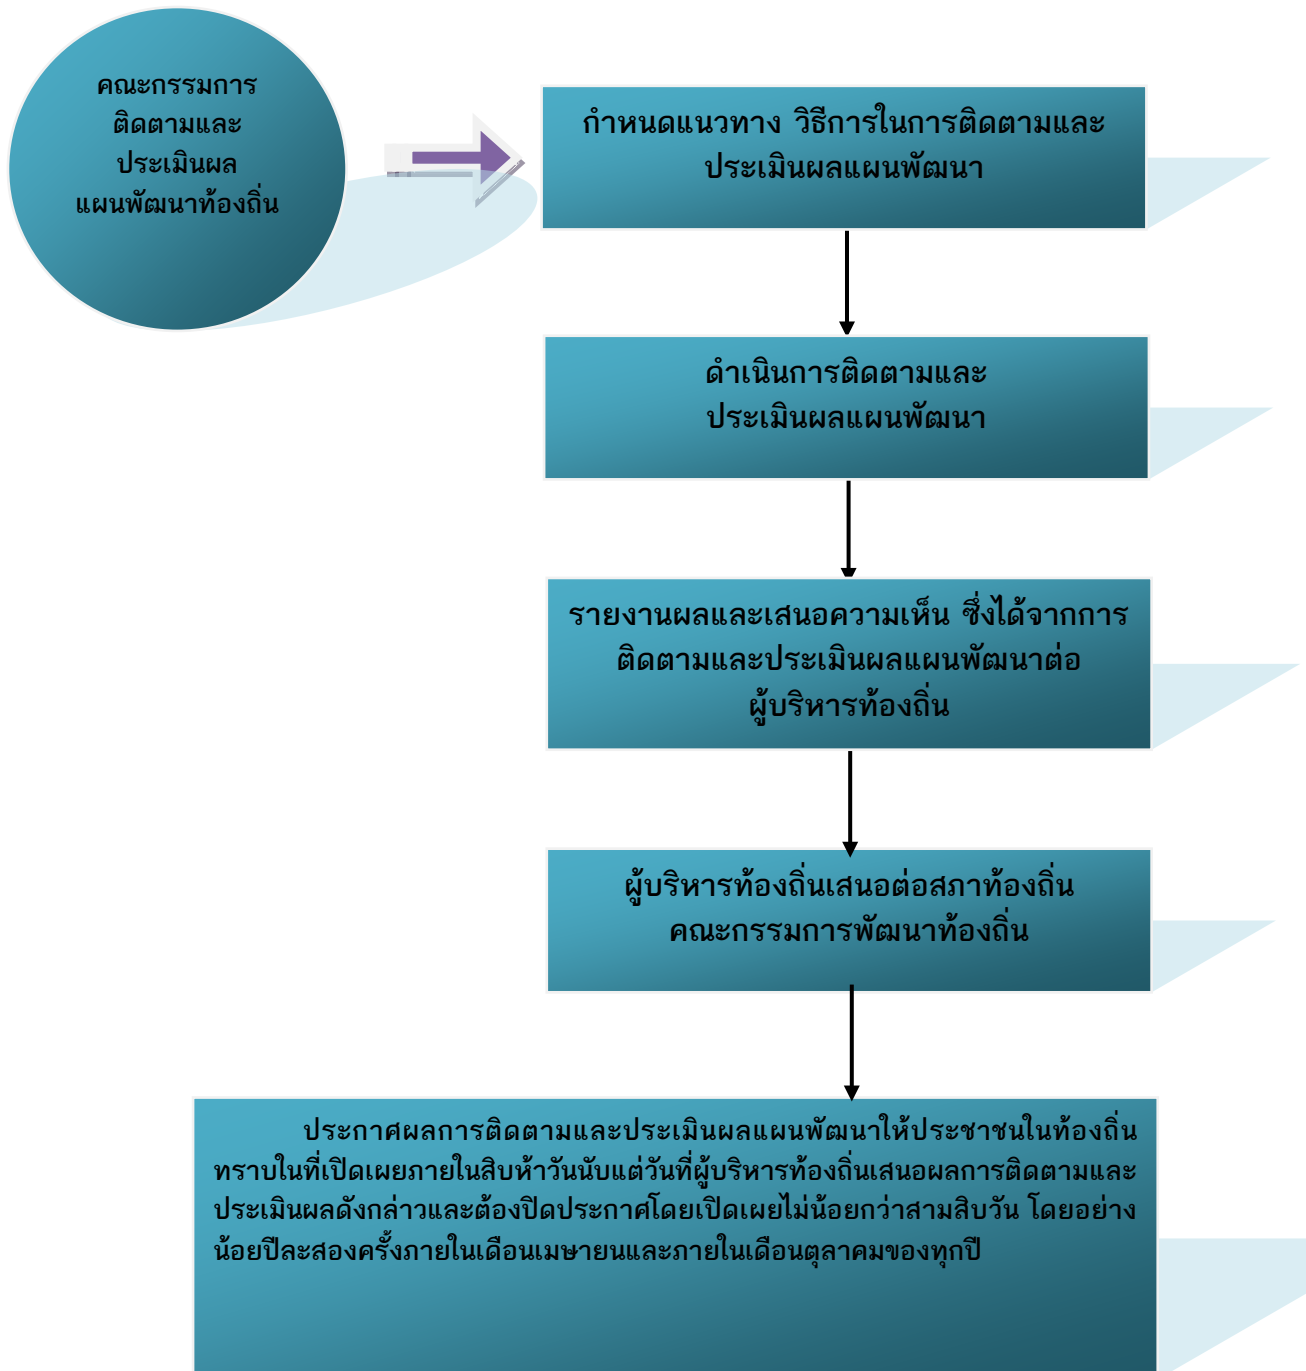 คณะกรรมการ
ติดตามและ
ประเมินผล
แผนพัฒนาท้องถิ่น
กำหนดแนวทาง วิธีการในการติดตามและ
ประเมินผลแผนพัฒนา
ดำเนินการติดตามและ
ประเมินผลแผนพัฒนา
รายงานผลและเสนอความเห็น ซึ่งได้จากการ
ติดตามและประเมินผลแผนพัฒนาต่อ
ผู้บริหารท้องถิ่น
ผู้บริหารท้องถิ่นเสนอต่อสภาท้องถิ่น
คณะกรรมการพัฒนาท้องถิ่น
ประกาศผลการติดตามและประเมินผลแผนพัฒนาให้ประชาชนในท้องถิ่น
ทราบในที่เปิดเผยภายในสิบห้าวันนับแต่วันที่ผู้บริหารท้องถิ่นเสนอผลการติดตามและ
ประเมินผลดังกล่าวและต้องปิดประกาศโดยเปิดเผยไม่น้อยกว่าสามสิบวัน โดยอย่าง
น้อยปีละสองครั้งภายในเดือนเมษายนและภายในเดือนตุลาคมของทุกปี